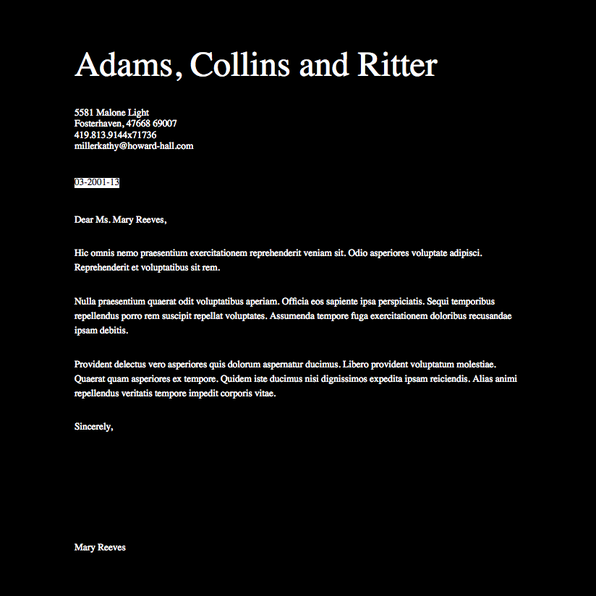 Adams, Collins and Ritter
5581 Malone Light
Fosterhaven, 47668 69007
419.813.9144x71736
millerkathy@howard-hall.com
03-2001-13
Dear Ms. Mary Reeves,
Hic omnis nemo praesentium exercitationem reprehenderit veniam sit. Odio asperiores voluptate adipisci.
Reprehenderit et voluptatibus sit rem.
Nulla praesentium quaerat odit voluptatibus aperiam. Officia eos sapiente ipsa perspiciatis. Sequi temporibus
repellendus porro rem suscipit repellat voluptates. Assumenda tempore fuga exercitationem doloribus recusandae
ipsam debitis.
Provident delectus vero asperiores quis dolorum aspernatur ducimus. Libero provident voluptatum molestiae.
Quaerat quam asperiores ex tempore. Quidem iste ducimus nisi dignissimos expedita ipsam reiciendis. Alias animi
repellendus veritatis tempore impedit corporis vitae.
Sincerely,
Mary Reeves